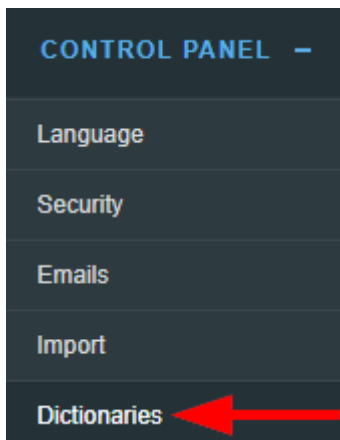 CONTROL PANEL –
Language
Security
Emails
Import
Dictionaries